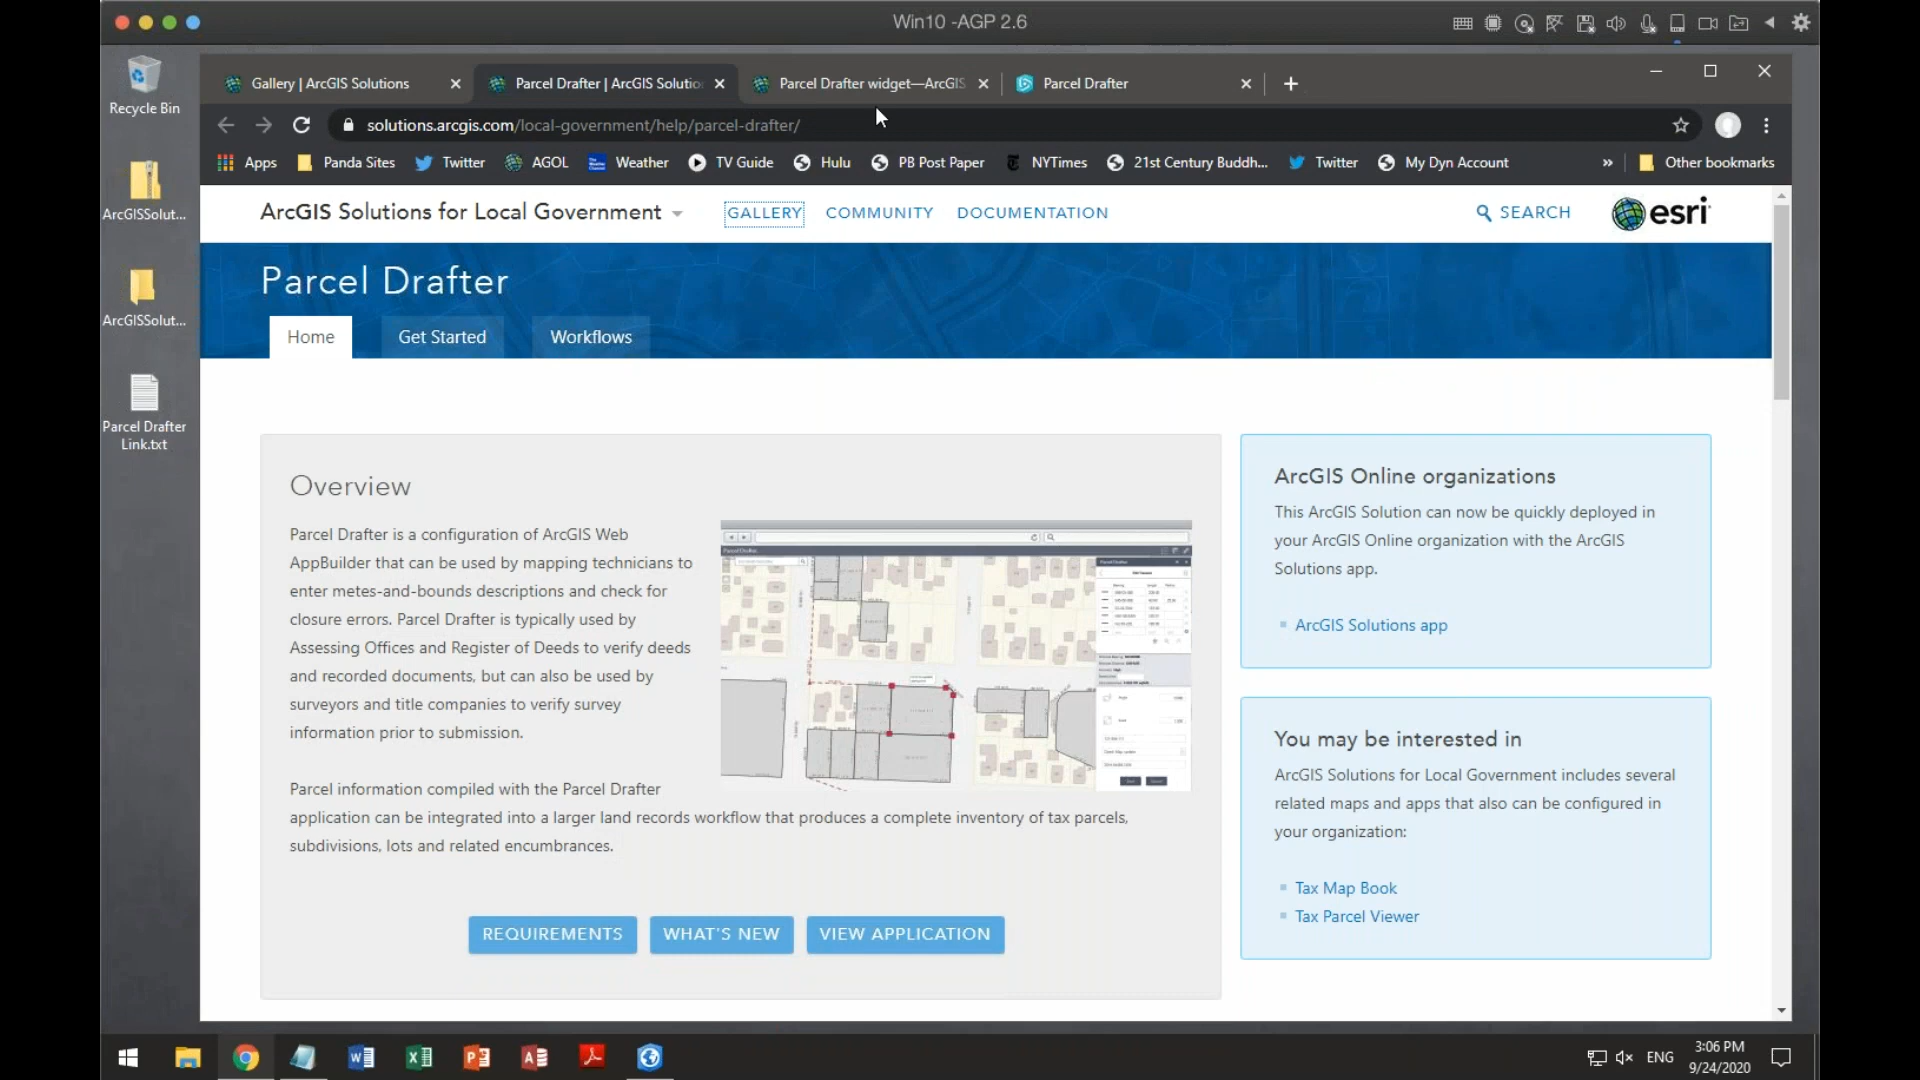 Win10 -AGP 2.6
Recycle Bin
ArcGISSolut...
ArcGISSolut...
Parcel Drafter
Link.txt
Gallery | ArcGIS Solutions
Parcel Drafter | ArcGIS Solutio
Parcel Drafter widget—ArcGIS
Parcel Drafter
solutions.arcgis.com/local-government/help/parcel-drafter/
Apps
Panda Sites
Twitter
AGOL
Weather
TV Guide
Hulu
PB Post Paper
NYTimes
21st Century Buddh...
Twitter
My Dyn Account
»
Other bookmarks
ArcGIS Solutions for Local Government
GALLERY
COMMUNITY
DOCUMENTATION
SEARCH
esri
Parcel Drafter
Home
Get Started
Workflows
Overview
Parcel Drafter is a configuration of ArcGIS Web
AppBuilder that can be used by mapping technicians to
enter metes-and-bounds descriptions and check for
closure errors. Parcel Drafter is typically used by
Assessing Offices and Register of Deeds to verify deeds
and recorded documents, but can also be used by
surveyors and title companies to verify survey
information prior to submission.
Parcel information compiled with the Parcel Drafter
application can be integrated into a larger land records workflow that produces a complete inventory of tax parcels,
subdivisions, lots and related encumbrances.
REQUIREMENTS
WHAT'S NEW
VIEW APPLICATION
ArcGIS Online organizations
This ArcGIS Solution can now be quickly deployed in
your ArcGIS Online organization with the ArcGIS
Solutions app.
ArcGIS Solutions app
You may be interested in
ArcGIS Solutions for Local Government includes several
related maps and apps that also can be configured in
your organization:
Tax Map Book
Tax Parcel Viewer
ENG
3:06 PM
9/24/2020